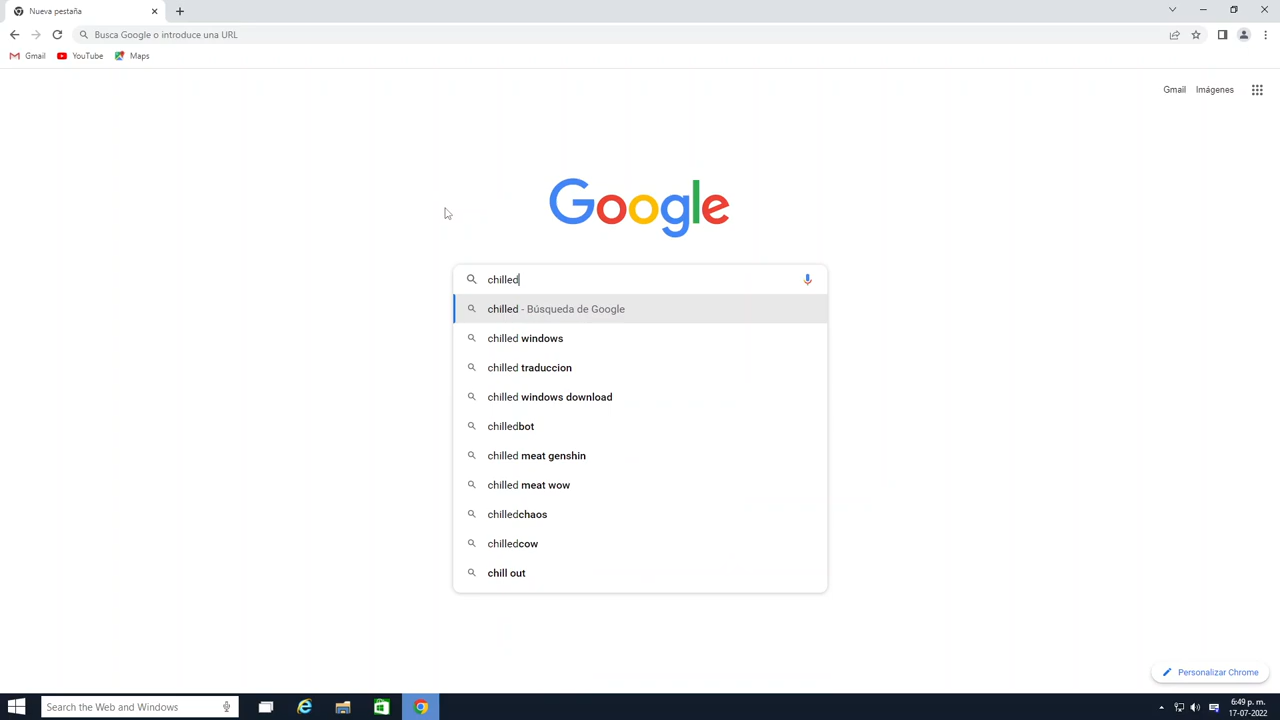 Nueva pestaña
Busca Google o introduce una URL
Gmail YouTube Maps
Gmail Imágenes
Google
chilled
chilled - Búsqueda de Google
chilled windows
chilled traduccion
chilled windows download
chilledbot
chilled meat genshin
chilled meat wow
chilledchaos
chilledcow
chill out
Personalizar Chrome
Search the Web and Windows
6:49 p. m.
17-07-2022